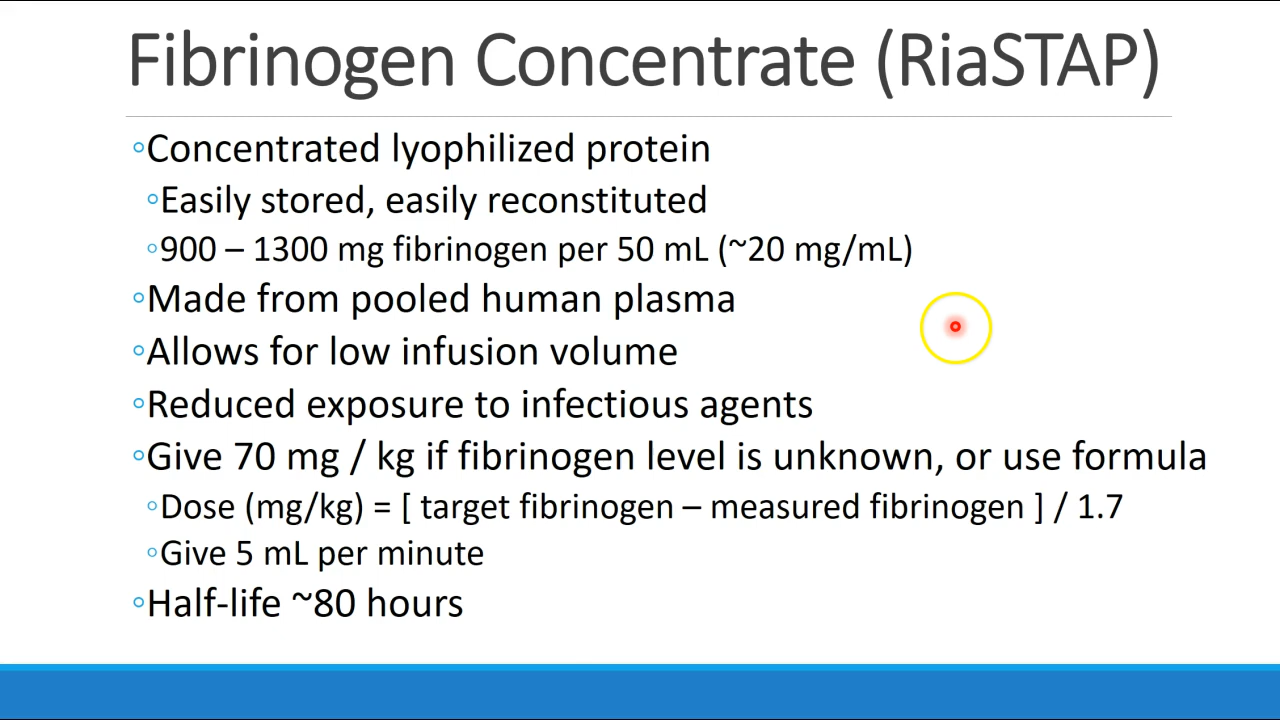 Fibrinogen Concentrate (RiaSTAP)
◦Concentrated lyophilized protein
◦Easily stored, easily reconstituted
◦900 – 1300 mg fibrinogen per 50 mL (~20 mg/mL)
◦Made from pooled human plasma
◦Allows for low infusion volume
◦Reduced exposure to infectious agents
◦Give 70 mg / kg if fibrinogen level is unknown, or use formula
◦Dose (mg/kg) = [ target fibrinogen – measured fibrinogen ] / 1.7
◦Give 5 mL per minute
◦Half-life ~80 hours